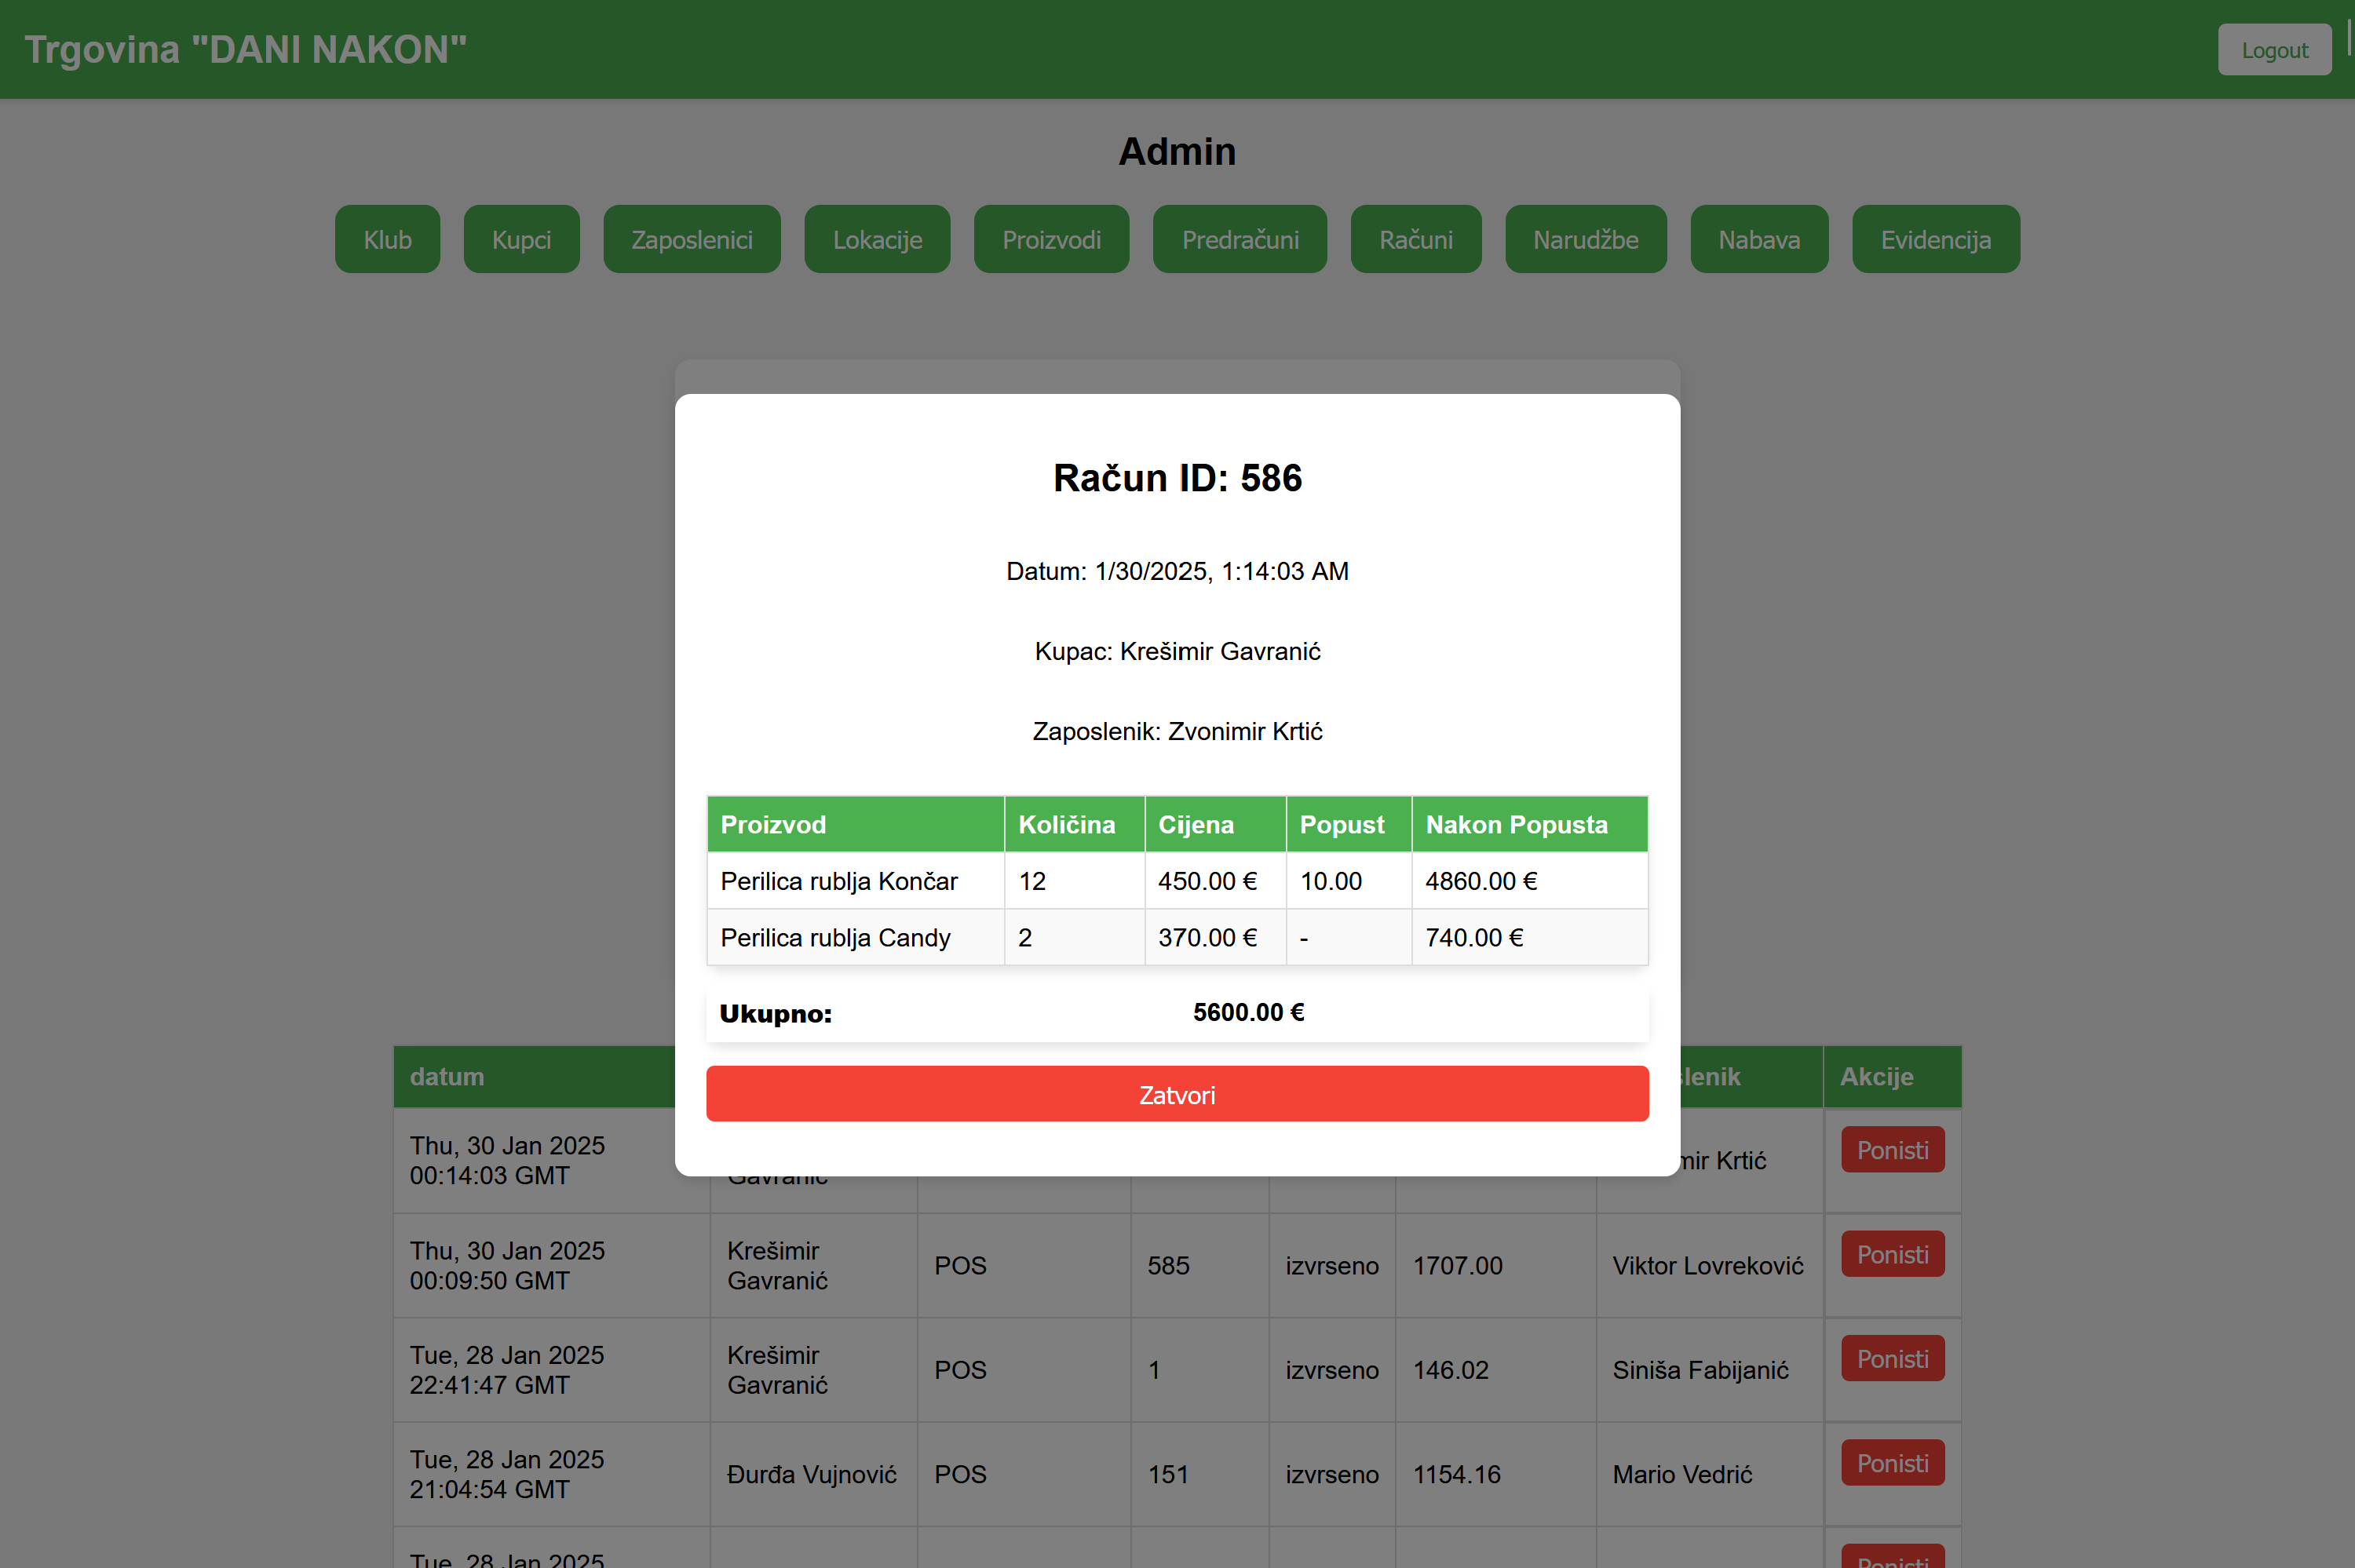 Trgovina "DANI NAKON"
Logout
Admin
Klub Kupci Zaposlenici Lokacije Proizvodi Predračuni Računi Narudžbe Nabava Evidencija
Račun ID: 586
Datum: 1/30/2025, 1:14:03 AM
Kupac: Krešimir Gavranić
Zaposlenik: Zvonimir Krtić
Proizvod Količina Cijena Popust Nakon Popusta
Perilica rublja Končar 12 450.00 € 10.00 4860.00 €
Perilica rublja Candy 2 370.00 € - 740.00 €
Ukupno: 5600.00 €
Zatvori
datum Akcije
Thu, 30 Jan 2025
00:14:03 GMT
Gavranić
Krtić
Ponisti
Thu, 30 Jan 2025
00:09:50 GMT
Krešimir
Gavranić
POS 585 izvrseno 1707.00 Viktor Lovreković Ponisti
Tue, 28 Jan 2025
22:41:47 GMT
Krešimir
Gavranić
POS 1 izvrseno 146.02 Siniša Fabijanić Ponisti
Tue, 28 Jan 2025
21:04:54 GMT
Đurđa Vujnović POS 151 izvrseno 1154.16 Mario Vedrić Ponisti
Tue, 28 Jan 2025
Ponisti